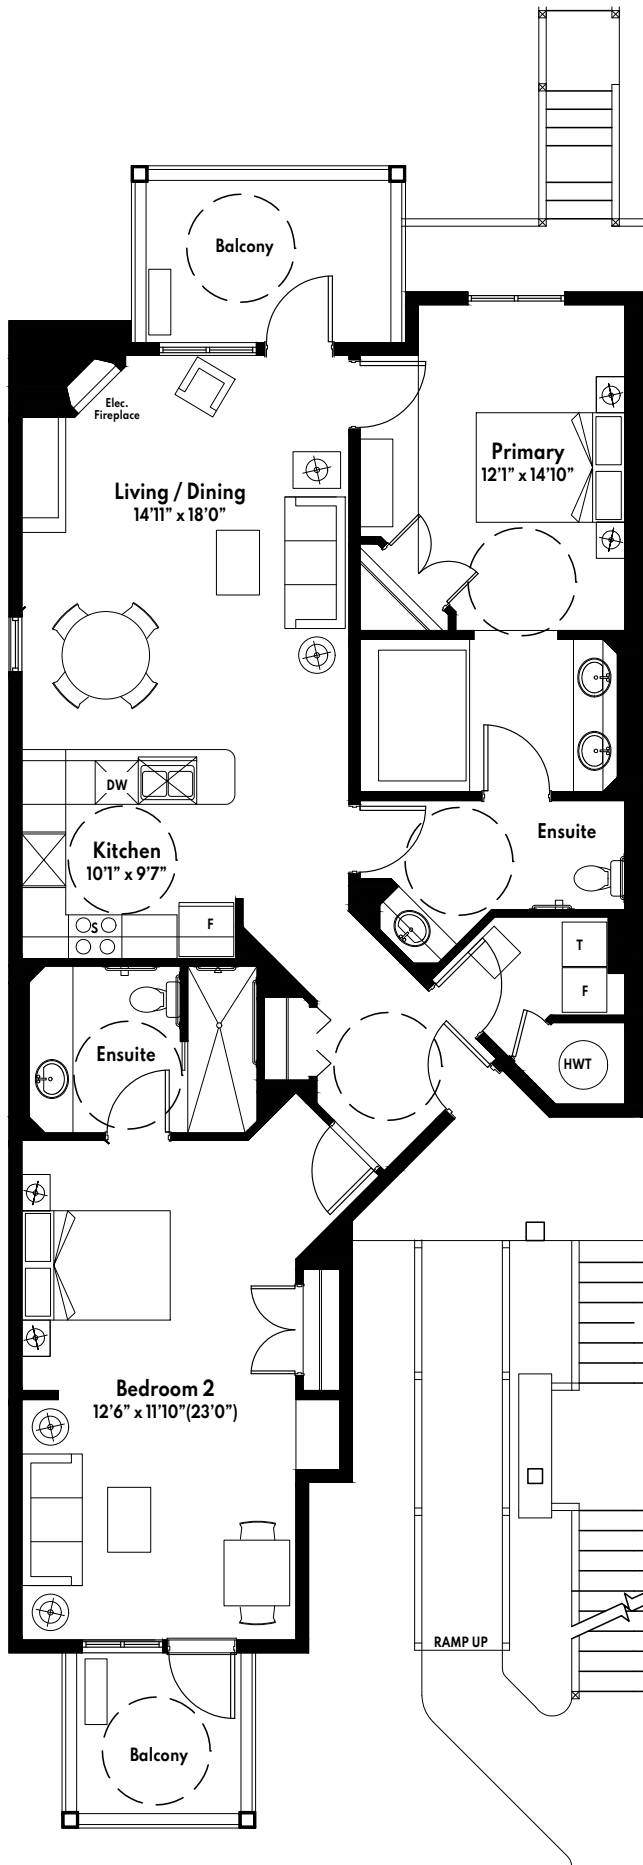 Balcony
Elec.
Fireplace
Primary
12'1" x 14'10"
Living / Dining
14'11" x 18'0"
DW
Ensuite
Kitchen
10'1" x 9'7"
S
F
T
F
Ensuite
HWT
Bedroom 2
12'6" x 11'10"(23'0")
RAMP UP
Balcony